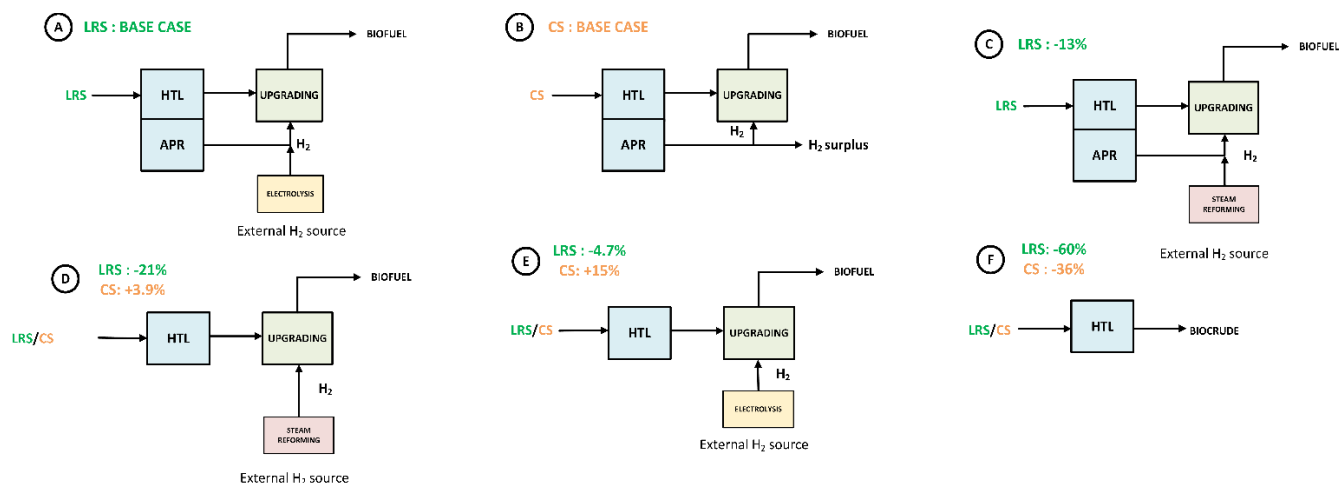 A
LRS : BASE CASE
BIOFUEL
LRS
HTL
UPGRADING
APR
H₂
ELECTROLYSIS
External H₂ source
B
CS : BASE CASE
BIOFUEL
CS
HTL
UPGRADING
H₂
APR
H₂ surplus
C
LRS : -13%
BIOFUEL
LRS
HTL
UPGRADING
APR
H₂
STEAM
REFORMING
External H₂ source
D
LRS : -21%
CS: +3.9%
BIOFUEL
LRS/CS
HTL
UPGRADING
H₂
STEAM
REFORMING
External H₂ source
E
LRS : -4.7%
CS: +15%
BIOFUEL
LRS/CS
HTL
UPGRADING
H₂
ELECTROLYSIS
External H₂ source
F
LRS: -60%
CS : -36%
LRS/CS
HTL
BIOCRUDE